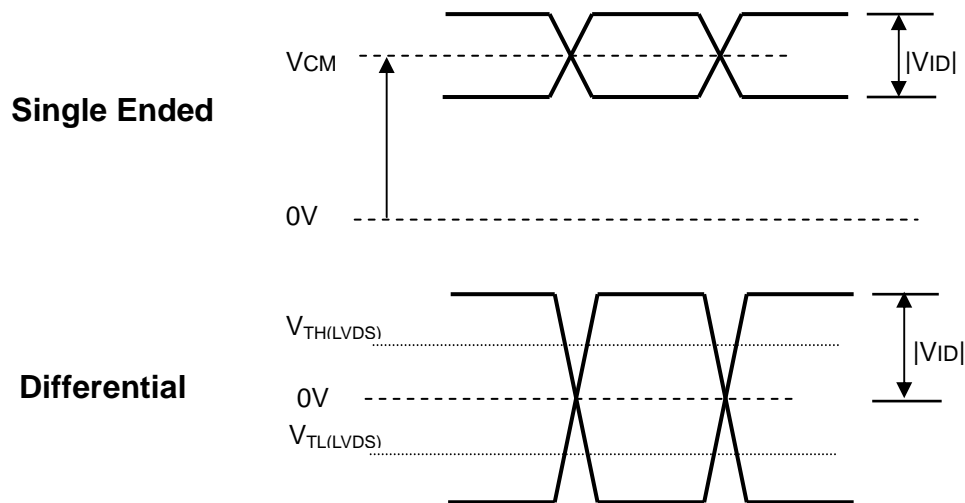 VCM
|VID|
Single Ended
0V
VTH(LVDS)
|VID|
Differential
0V
VTL(LVDS)